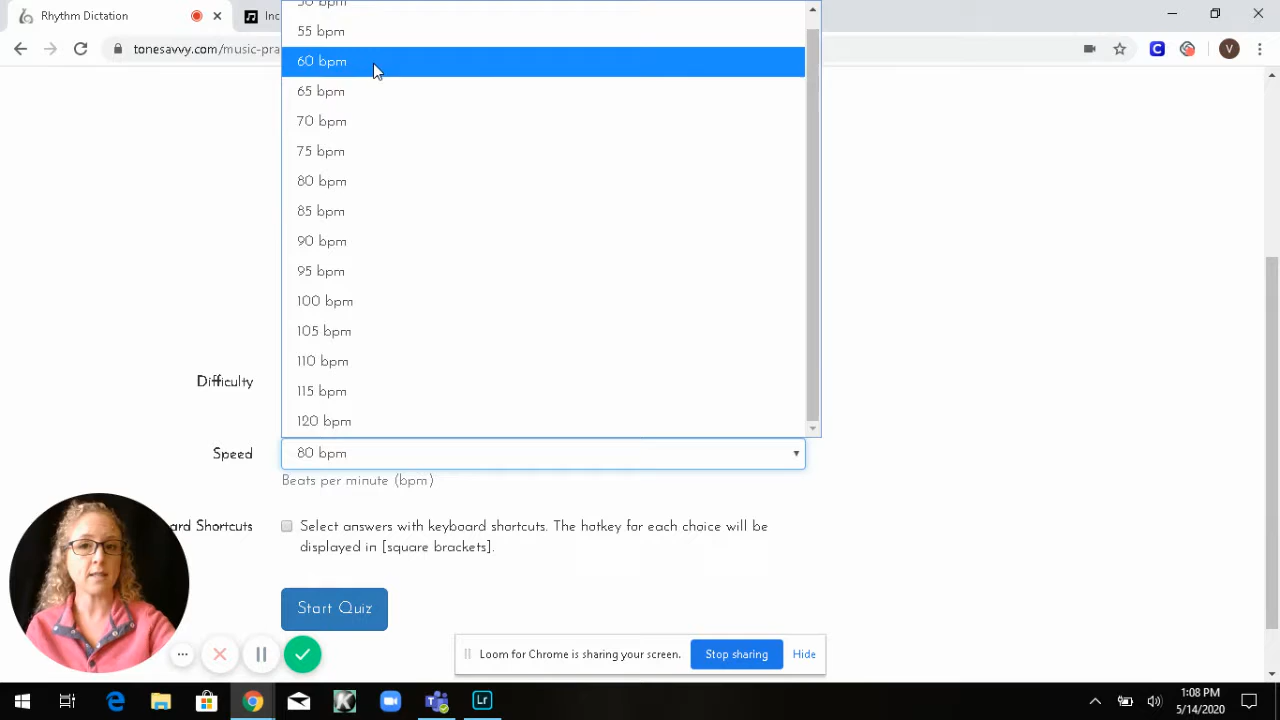 Rhythm Dictation
Inc
tonesavvy.com/music-pra
C
V
50 bpm
55 bpm
60 bpm
65 bpm
70 bpm
75 bpm
80 bpm
85 bpm
90 bpm
95 bpm
100 bpm
105 bpm
110 bpm
115 bpm
120 bpm
Difficulty
Speed
80 bpm
Beats per minute (bpm)
ard Shortcuts
Select answers with keyboard shortcuts. The hotkey for each choice will be
displayed in [square brackets].
Start Quiz
Loom for Chrome is sharing your screen.
Stop sharing
Hide
K
Lr
1:08 PM
5/14/2020